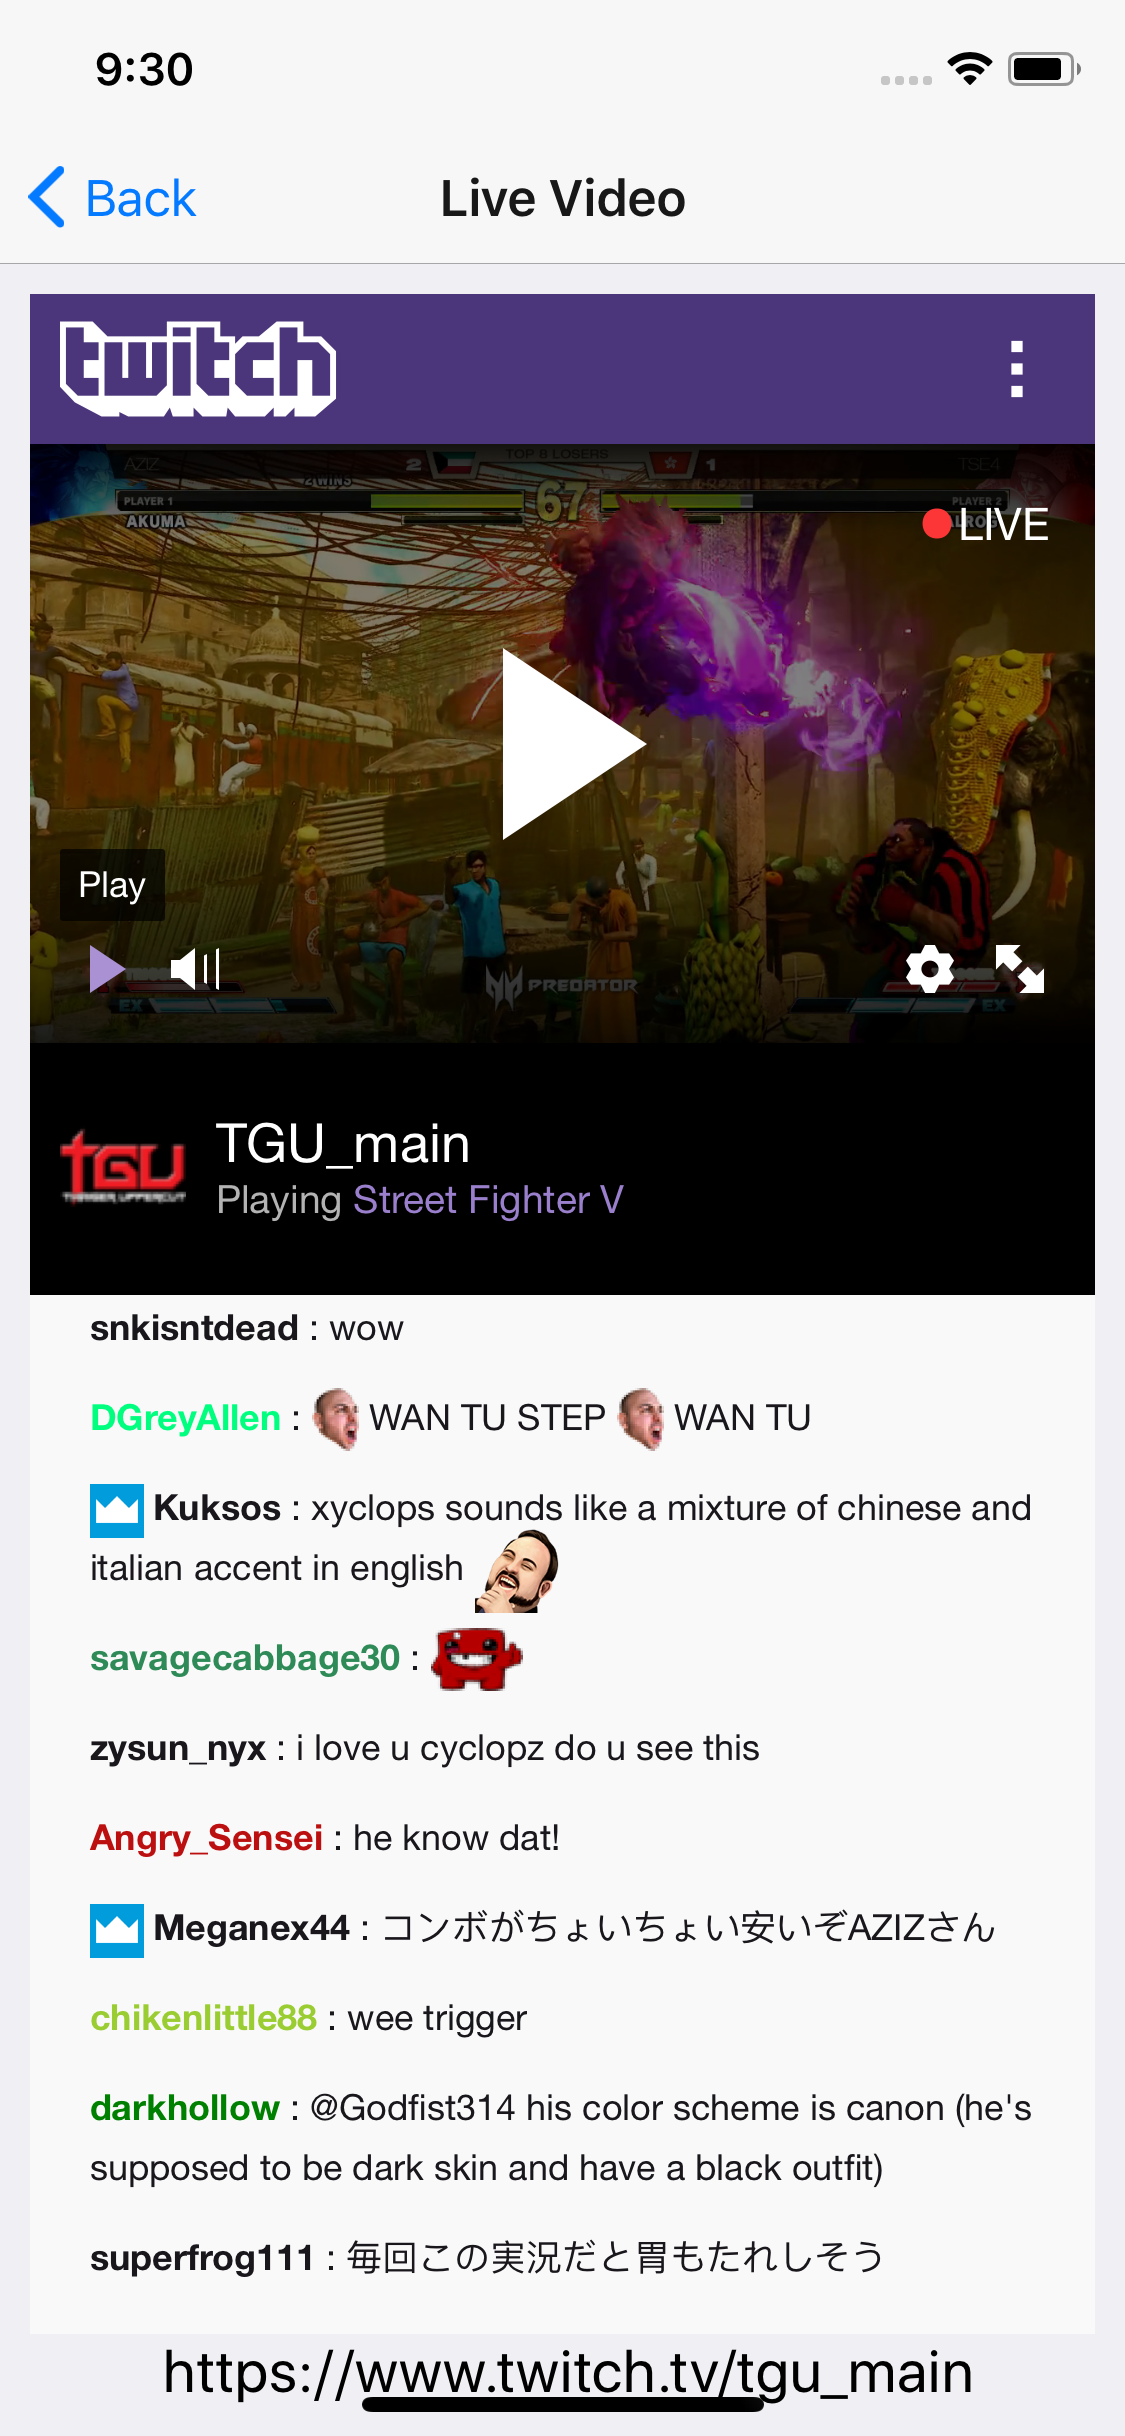 9:30
Back
Live Video
twitch
AZIZ 2 TOP 8 LOSERS 1 TSE4
2 WINS
PLAYER 1 67 PLAYER 2
AKUMA
LIVE
Play
PREDATOR
EX EX
TGU
TGU_main
Playing Street Fighter V
snkisntdead : wow
DGreyAllen : WAN TU STEP WAN TU
Kuksos : xyclops sounds like a mixture of chinese and
italian accent in english
savagecabbage30 :
zysun_nyx : i love u cyclopz do u see this
Angry_Sensei : he know dat!
Meganex44 : コンボがちょいちょい安いぞAZIZさん
chikenlittle88 : wee trigger
darkhollow : @Godfist314 his color scheme is canon (he's
supposed to be dark skin and have a black outfit)
superfrog111 : 毎回この実況だと胃もたれしそう
https://www.twitch.tv/tgu_main